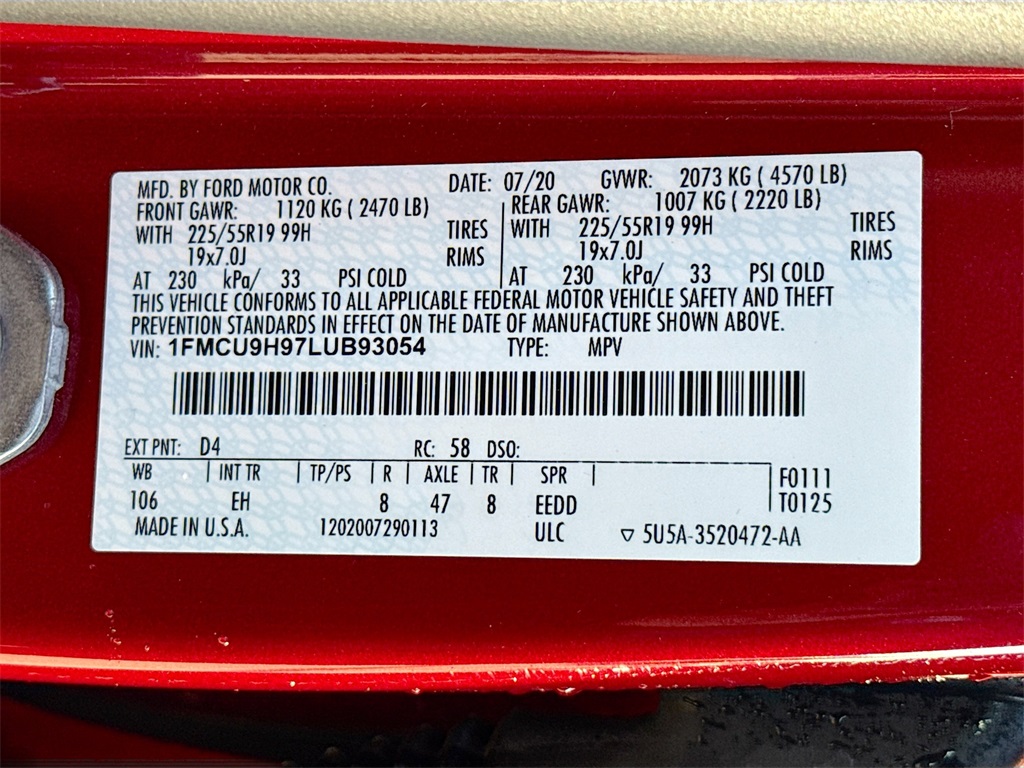 MFD. BY FORD MOTOR CO. DATE: 07/20 GVWR: 2073 KG ( 4570 LB)
FRONT GAWR: 1120 KG ( 2470 LB) REAR GAWR: 1007 KG ( 2220 LB)
WITH 225/55R19 99H TIRES WITH 225/55R19 99H TIRES
19x7.0J RIMS 19x7.0J RIMS
AT 230 kPa/ 33 PSI COLD AT 230 kPa/ 33 PSI COLD
THIS VEHICLE CONFORMS TO ALL APPLICABLE FEDERAL MOTOR VEHICLE SAFETY AND THEFT
PREVENTION STANDARDS IN EFFECT ON THE DATE OF MANUFACTURE SHOWN ABOVE.
VIN: 1FMCU9H97LUB93054 TYPE: MPV
EXT PNT: D4 RC: 58 DSO:
WB | INT TR | TP/PS | R | AXLE | TR | SPR | F0111
106 EH 8 47 8 EEDD T0125
MADE IN U.S.A. 1202007290113 ULC ▽ 5U5A-3520472-AA